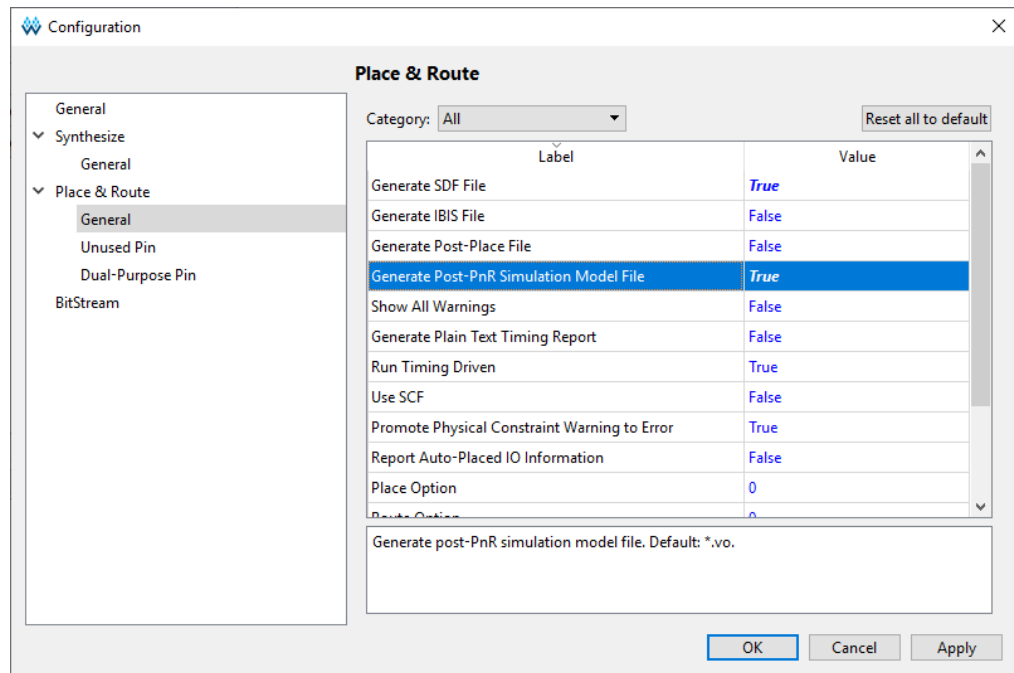 Configuration
Place & Route
General
Synthesize
General
Place & Route
General
Unused Pin
Dual-Purpose Pin
BitStream
Category: All Reset all to default
Label Value
Generate SDF File True
Generate IBIS File False
Generate Post-Place File False
Generate Post-PnR Simulation Model File True
Show All Warnings False
Generate Plain Text Timing Report False
Run Timing Driven True
Use SCF False
Promote Physical Constraint Warning to Error True
Report Auto-Placed IO Information False
Place Option 0
Route Option 0
Generate post-PnR simulation model file. Default: *.vo.
OK Cancel Apply